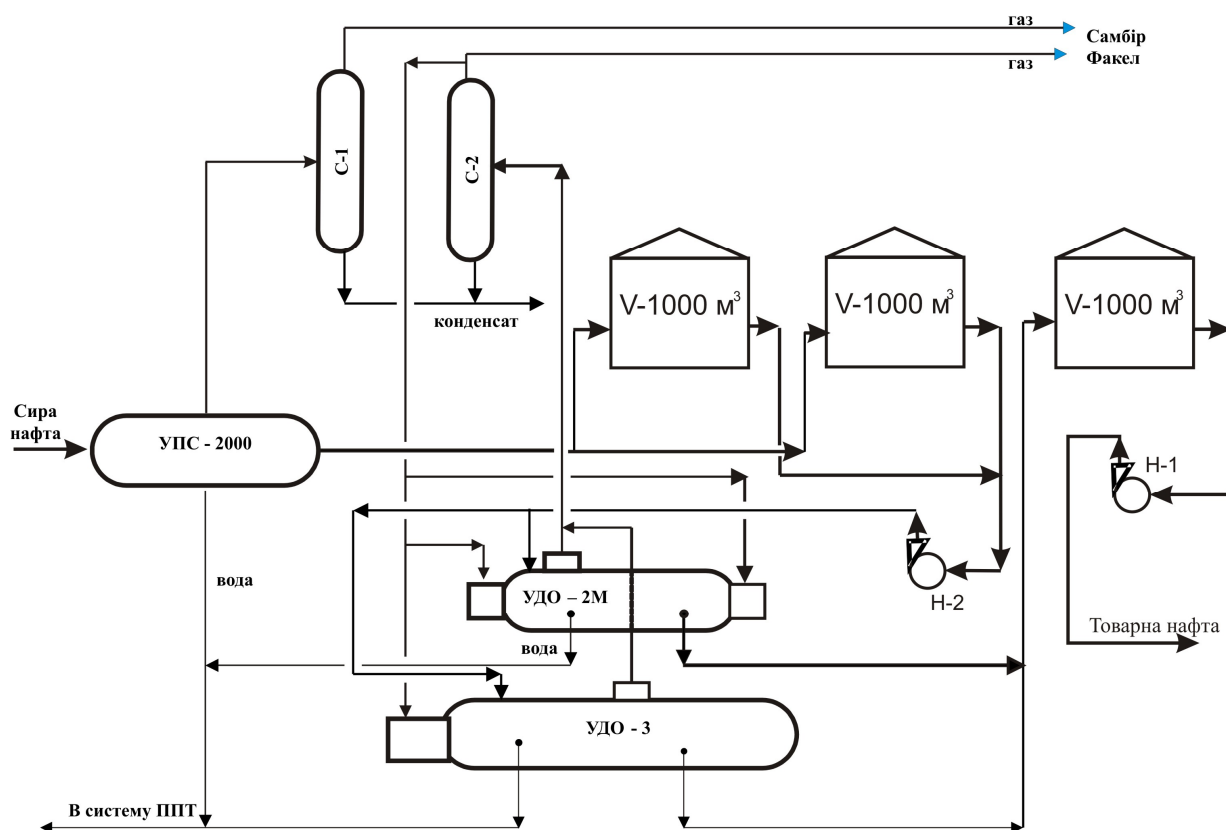 газ
Самбір
газ
Факел
С-1
С-2
V-1000 м³
V-1000 м³
V-1000 м³
конденсат
Сира
нафта
УПС - 2000
Н-1
вода
УДО – 2М
Н-2
Товарна нафта
вода
УДО - 3
В систему ППТ